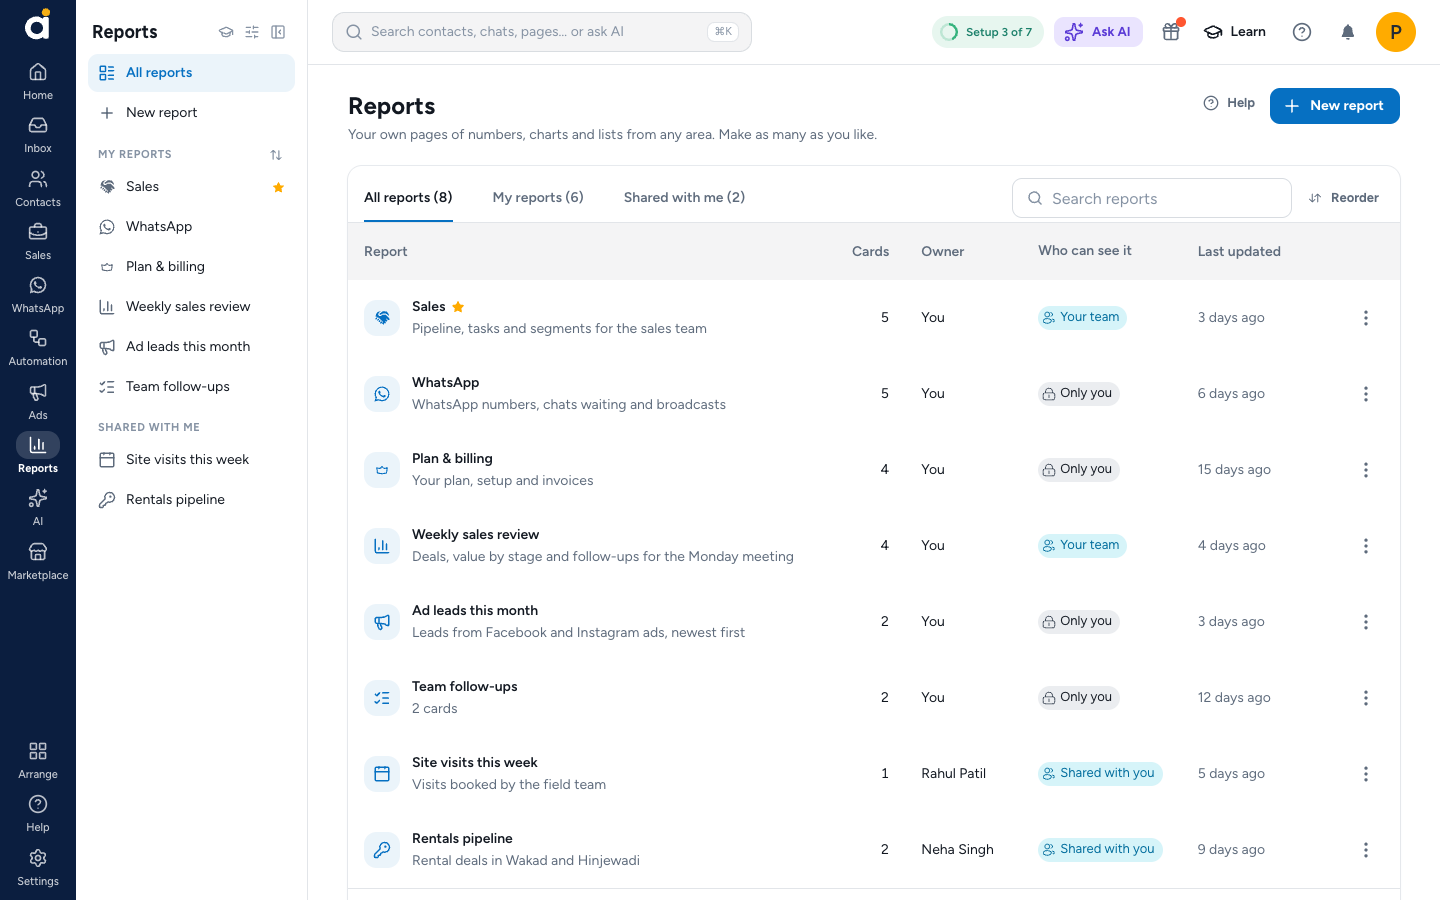 Reports
Search contacts, chats, pages... or ask AI
⌘K
Setup 3 of 7
Ask AI
Learn
P
Home
Inbox
Contacts
Sales
WhatsApp
Automation
Ads
Reports
AI
Marketplace
Arrange
Help
Settings
All reports
New report
MY REPORTS
Sales
WhatsApp
Plan & billing
Weekly sales review
Ad leads this month
Team follow-ups
SHARED WITH ME
Site visits this week
Rentals pipeline
Reports
Your own pages of numbers, charts and lists from any area. Make as many as you like.
Help
New report
All reports (8) My reports (6) Shared with me (2)
Search reports
Reorder
Report Cards Owner Who can see it Last updated
Sales
Pipeline, tasks and segments for the sales team
5 You Your team 3 days ago
WhatsApp
WhatsApp numbers, chats waiting and broadcasts
5 You Only you 6 days ago
Plan & billing
Your plan, setup and invoices
4 You Only you 15 days ago
Weekly sales review
Deals, value by stage and follow-ups for the Monday meeting
4 You Your team 4 days ago
Ad leads this month
Leads from Facebook and Instagram ads, newest first
2 You Only you 3 days ago
Team follow-ups
2 cards
2 You Only you 12 days ago
Site visits this week
Visits booked by the field team
1 Rahul Patil Shared with you 5 days ago
Rentals pipeline
Rental deals in Wakad and Hinjewadi
2 Neha Singh Shared with you 9 days ago